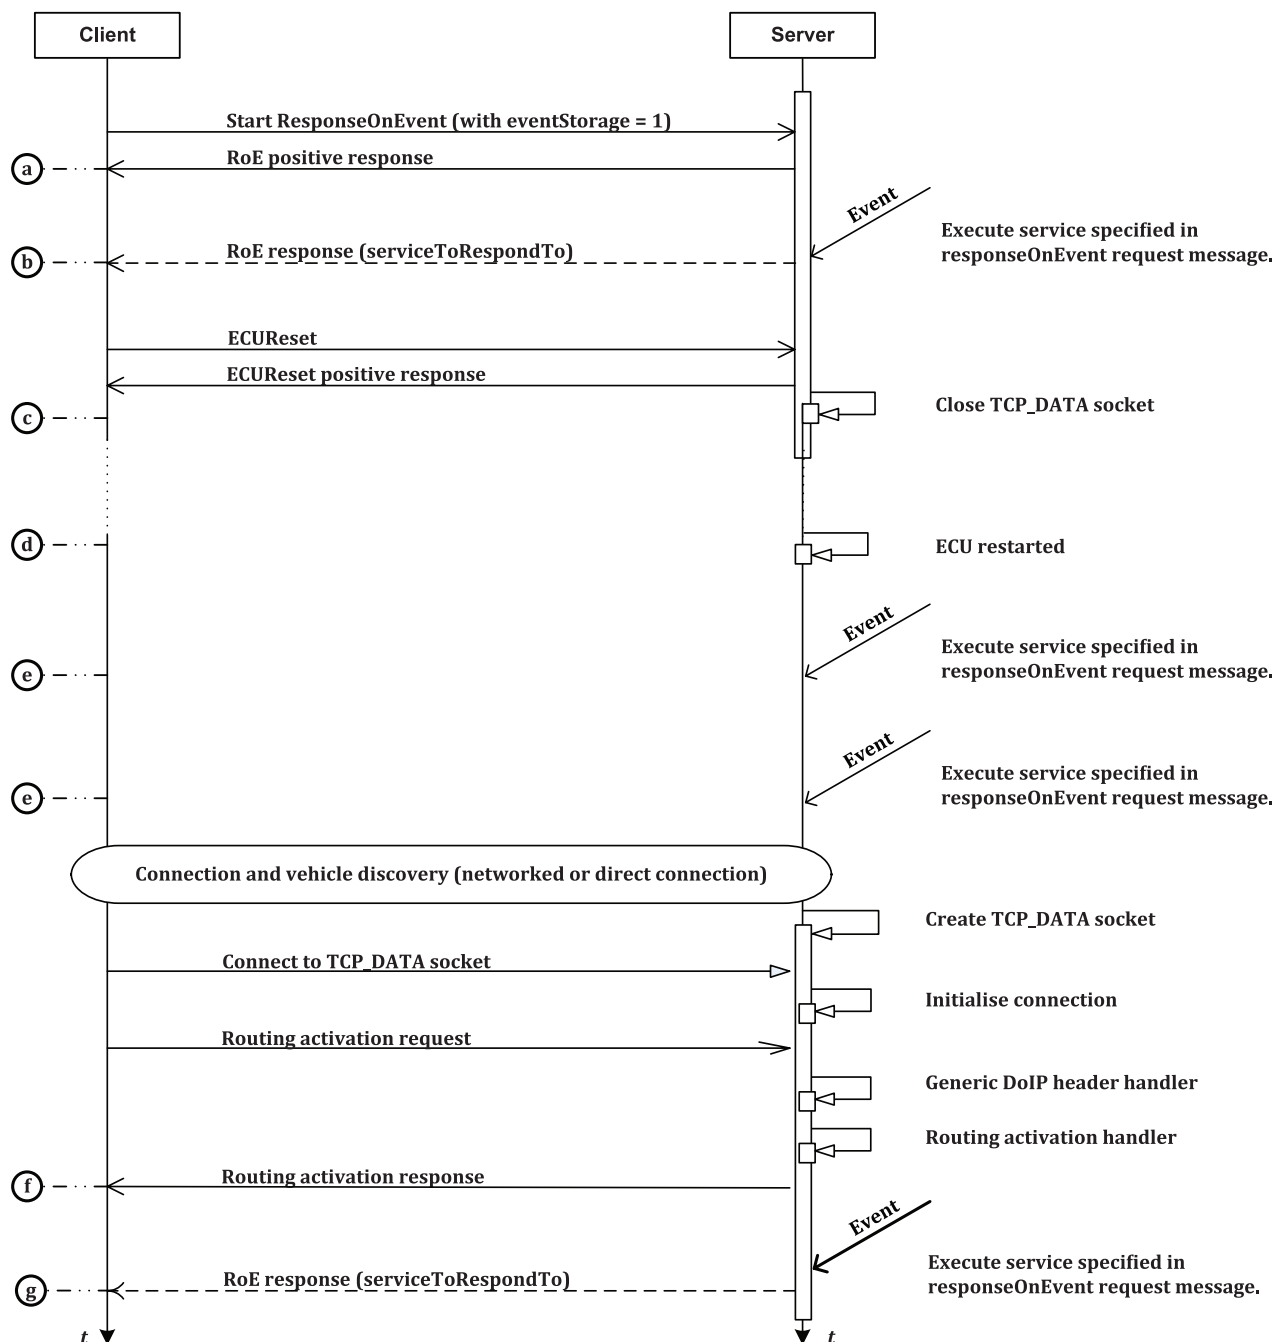 Client
Server
Start ResponseOnEvent (with eventStorage = 1)
RoE positive response
a
Event
Execute service specified in
responseOnEvent request message.
RoE response (serviceToRespondTo)
b
ECUReset
ECUReset positive response
Close TCP_DATA socket
c
d
ECU restarted
Event
Execute service specified in
responseOnEvent request message.
e
Event
Execute service specified in
responseOnEvent request message.
e
Connection and vehicle discovery (networked or direct connection)
Create TCP_DATA socket
Connect to TCP_DATA socket
Initialise connection
Routing activation request
Generic DoIP header handler
Routing activation handler
Routing activation response
f
Event
Execute service specified in
responseOnEvent request message.
RoE response (serviceToRespondTo)
g
t
t